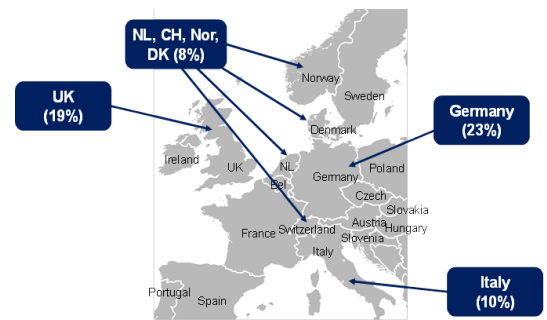 NL, CH, Nor,
DK (8%)
UK
(19%)
Germany
(23%)
Italy
(10%)
Norway
Sweden
Denmark
Ireland
UK
NL
Bel
Germany
Poland
Czech
Slovakia
Austria
Hungary
France
Switzerland
Slovenia
Italy
Portugal
Spain